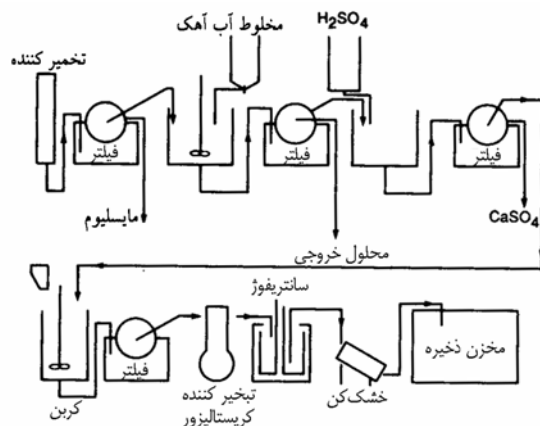 مخلوط آب آهک
H₂SO₄
تخمیر کننده
فیلتر
فیلتر
فیلتر
مایسلیوم
CaSO₄
محلول خروجی
سانتریفوژ
مخزن ذخیره
فیلتر
تبخیر کننده
کریستالیزور
خشک‌کن
کربن